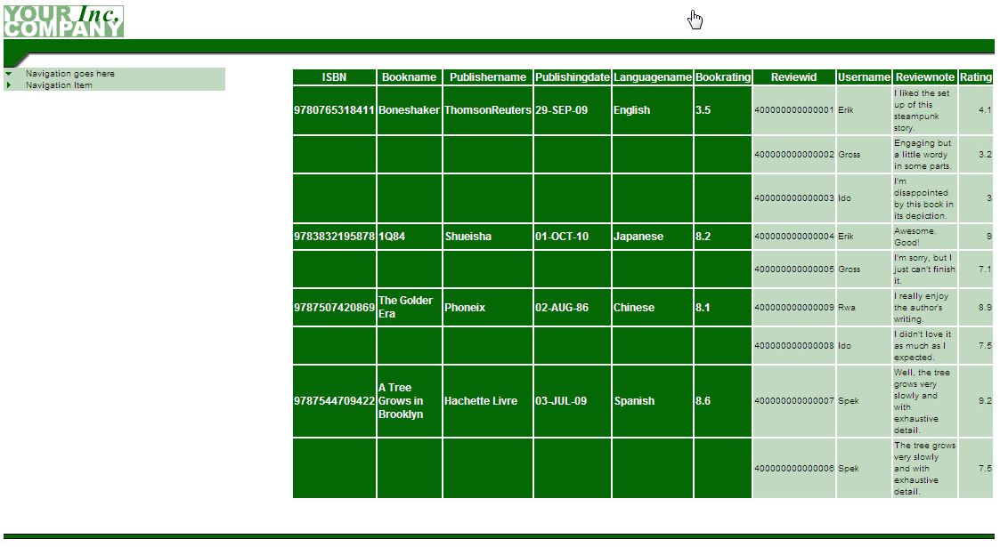 YOUR Inc.
COMPANY
Navigation goes here
Navigation Item
ISBN Bookname Publishername Publishingdate Languagename Bookrating Reviewid Username Reviewnote Rating
9780765318411 Boneshaker ThomsonReuters 29-SEP-09 English 3.5 400000000000001 Erik I liked the set up of this steampunk story. 4.1
400000000000002 Gross Engaging but a little wordy in some parts. 3.2
400000000000003 Ido I'm disappointed by this book in its depiction. 3
9783832195878 1Q84 Shueisha 01-OCT-10 Japanese 8.2 400000000000004 Erik Awesome. Good! 9
400000000000005 Gross I'm sorry, but I just can't finish it. 7.1
9787507420869 The Golder Era Phoneix 02-AUG-86 Chinese 8.1 400000000000009 Rwa I really enjoy the author's writing. 8.9
400000000000008 Ido I didn't love it as much as I expected. 7.5
9787544709422 A Tree Grows in Brooklyn Hachette Livre 03-JUL-09 Spanish 8.6 400000000000007 Spek Well, the tree grows very slowly and with exhaustive detail. 9.2
400000000000006 Spek The tree grows very slowly and with exhaustive detail. 7.5